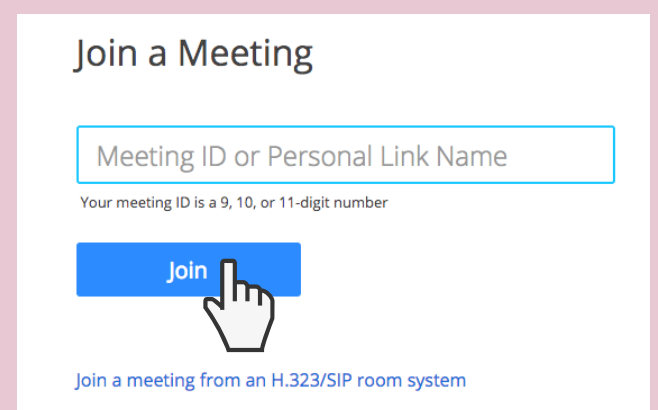 Join a Meeting
Meeting ID or Personal Link Name
Your meeting ID is a 9, 10, or 11-digit number
Join
Join a meeting from an H.323/SIP room system